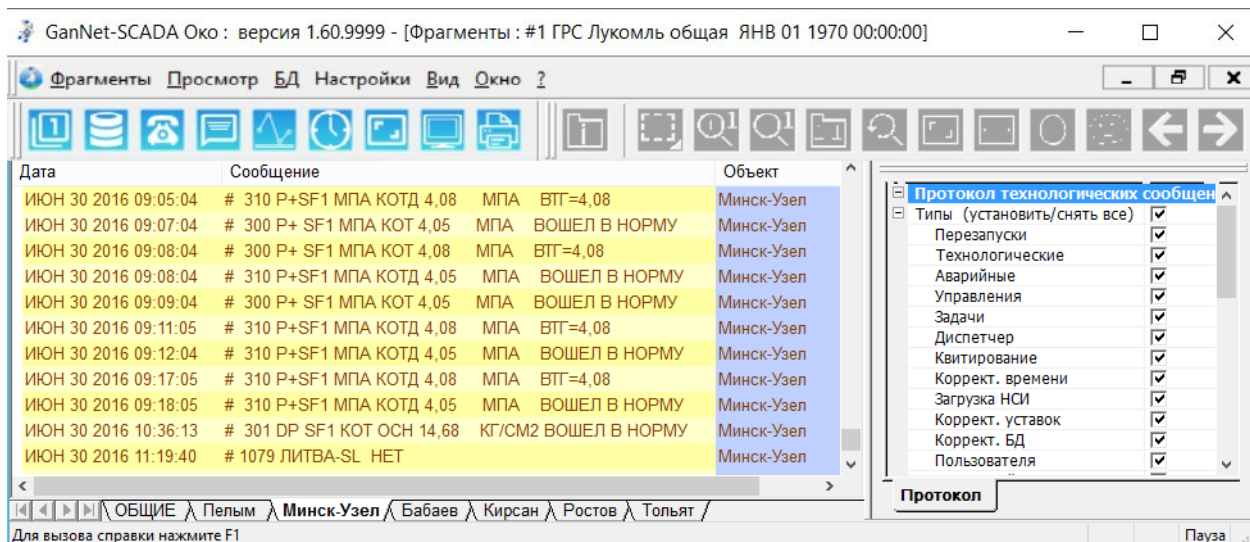 GanNet-SCADA Око : версия 1.60.9999 - [Фрагменты : #1 ГРС Лукомль общая ЯНВ 01 1970 00:00:00]
Фрагменты Просмотр БД Настройки Вид Окно ?
Дата Сообщение Объект
ИЮН 30 2016 09:05:04 # 310 P+SF1 МПА КОТД 4,08 МПА ВТГ=4,08 Минск-Узел
ИЮН 30 2016 09:07:04 # 300 P+ SF1 МПА КОТ 4,05 МПА ВОШЕЛ В НОРМУ Минск-Узел
ИЮН 30 2016 09:08:04 # 300 P+ SF1 МПА КОТ 4,08 МПА ВТГ=4,08 Минск-Узел
ИЮН 30 2016 09:08:04 # 310 P+SF1 МПА КОТД 4,05 МПА ВОШЕЛ В НОРМУ Минск-Узел
ИЮН 30 2016 09:09:04 # 300 P+ SF1 МПА КОТ 4,05 МПА ВОШЕЛ В НОРМУ Минск-Узел
ИЮН 30 2016 09:11:05 # 310 P+SF1 МПА КОТД 4,08 МПА ВТГ=4,08 Минск-Узел
ИЮН 30 2016 09:12:04 # 310 P+SF1 МПА КОТД 4,05 МПА ВОШЕЛ В НОРМУ Минск-Узел
ИЮН 30 2016 09:17:05 # 310 P+SF1 МПА КОТД 4,08 МПА ВТГ=4,08 Минск-Узел
ИЮН 30 2016 09:18:05 # 310 P+SF1 МПА КОТД 4,05 МПА ВОШЕЛ В НОРМУ Минск-Узел
ИЮН 30 2016 10:36:13 # 301 DP SF1 КОТ ОСН 14,68 КГ/СМ2 ВОШЕЛ В НОРМУ Минск-Узел
ИЮН 30 2016 11:19:40 # 1079 ЛИТВА-SL НЕТ Минск-Узел
ОБЩИЕ Пелым Минск-Узел Бабаев Кирсан Ростов Тольят
Протокол технологических сообщен
Типы (установить/снять все)
Перезапуски
Технологические
Аварийные
Управления
Задачи
Диспетчер
Квитирование
Коррект. времени
Загрузка НСИ
Коррект. уставок
Коррект. БД
Пользователя
Протокол
Для вызова справки нажмите F1 Пауза